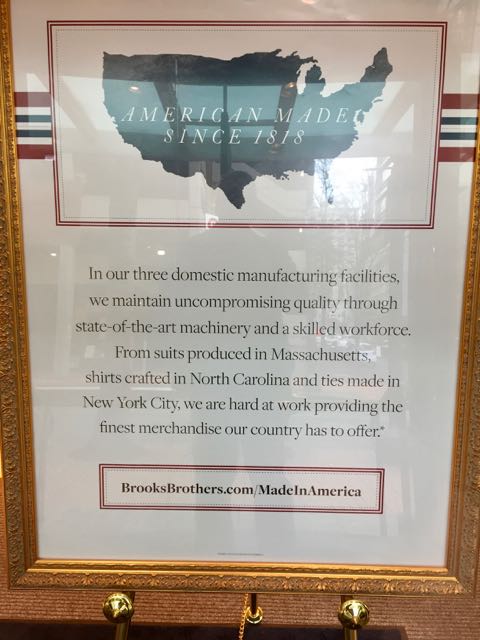 AMERICAN MADE
SINCE 1818
In our three domestic manufacturing facilities,
we maintain uncompromising quality through
state-of-the-art machinery and a skilled workforce.
From suits produced in Massachusetts,
shirts crafted in North Carolina and ties made in
New York City, we are hard at work providing the
finest merchandise our country has to offer.*
BrooksBrothers.com/MadeInAmerica